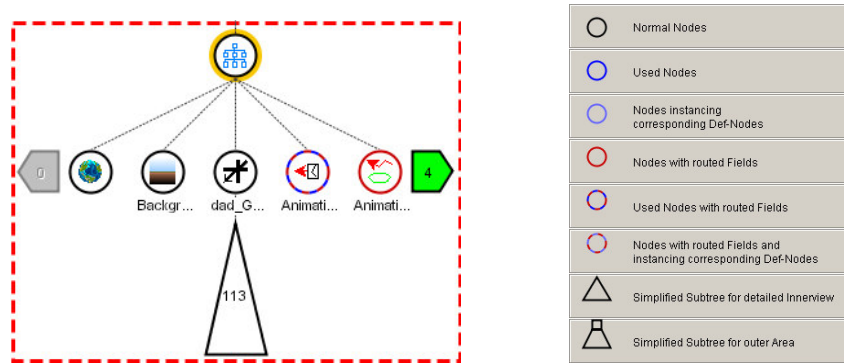 0
4
Backgr...
dad_G...
Animati...
Animati...
113
Normal Nodes
Used Nodes
Nodes instancing
corresponding Def-Nodes
Nodes with routed Fields
Used Nodes with routed Fields
Nodes with routed Fields and
instancing corresponding Def-Nodes
Simplified Subtree for detailed Innerview
Simplified Subtree for outer Area